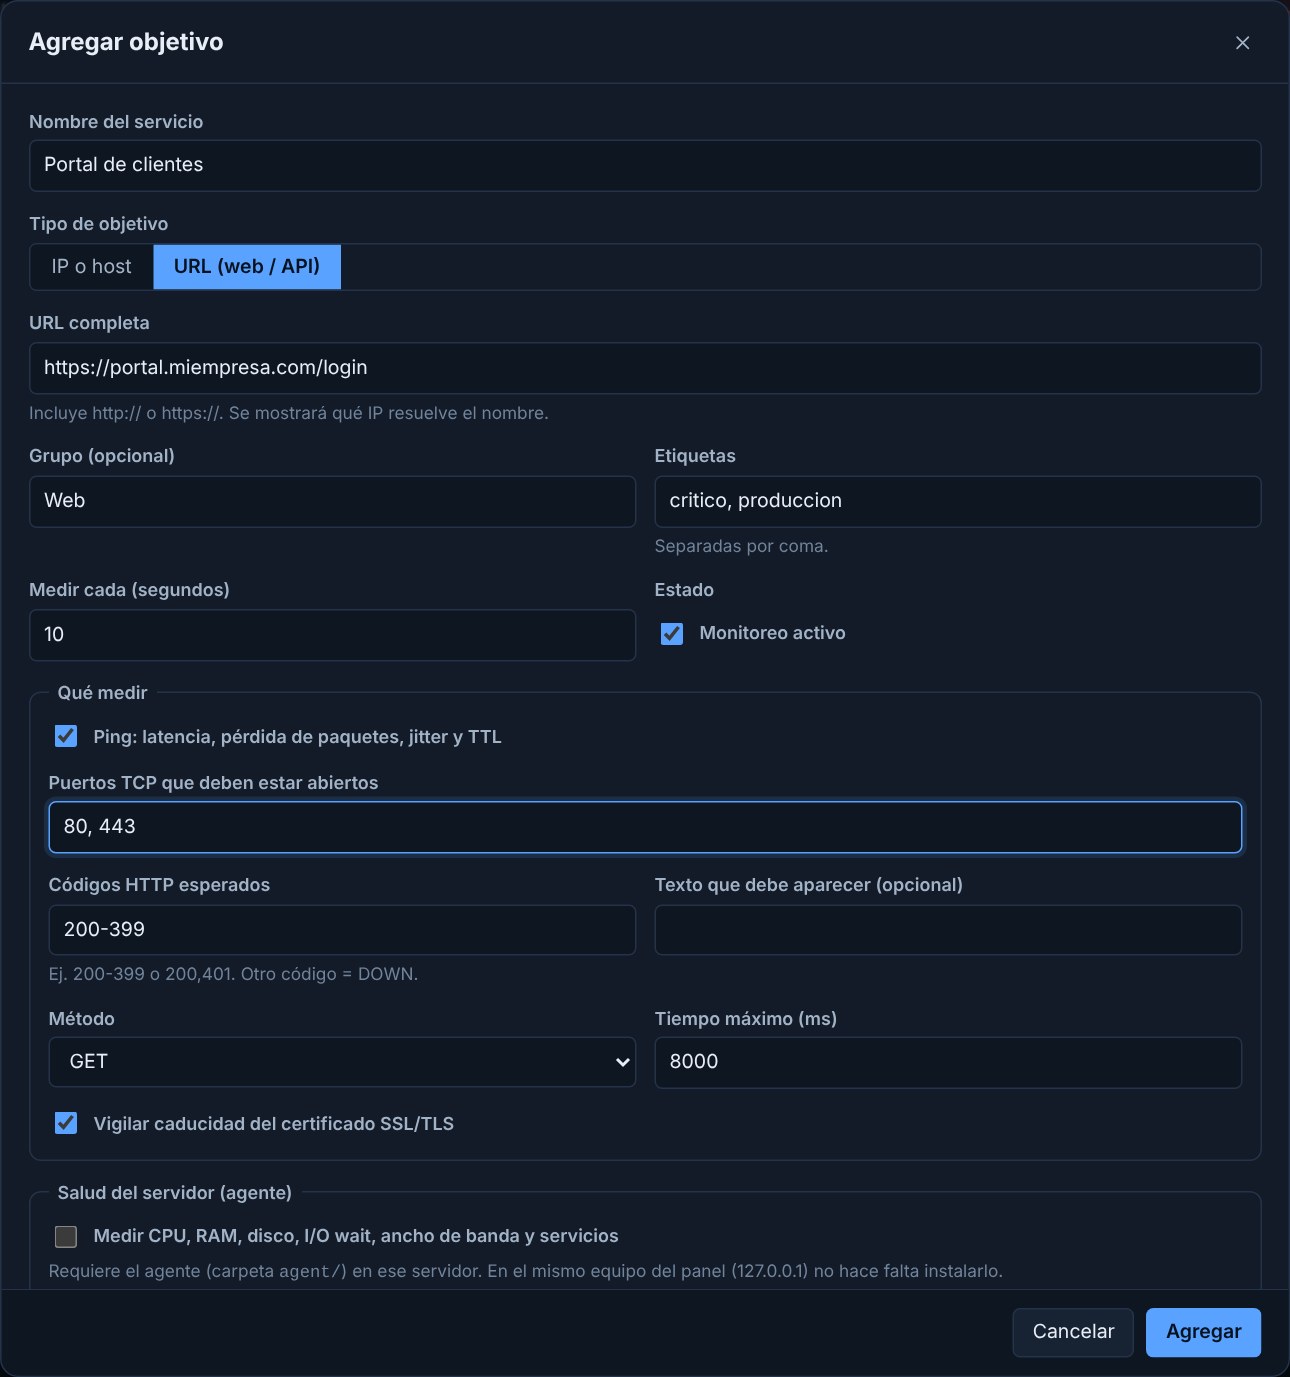 Agregar objetivo
Nombre del servicio
Portal de clientes
Tipo de objetivo
IP o host
URL (web / API)
URL completa
https://portal.miempresa.com/login
Incluye http:// o https://. Se mostrará qué IP resuelve el nombre.
Grupo (opcional)
Etiquetas
Web
critico, produccion
Separadas por coma.
Medir cada (segundos)
Estado
10
Monitoreo activo
Qué medir
Ping: latencia, pérdida de paquetes, jitter y TTL
Puertos TCP que deben estar abiertos
80, 443
Códigos HTTP esperados
Texto que debe aparecer (opcional)
200-399
Ej. 200-399 o 200,401. Otro código = DOWN.
Método
Tiempo máximo (ms)
GET
8000
Vigilar caducidad del certificado SSL/TLS
Salud del servidor (agente)
Medir CPU, RAM, disco, I/O wait, ancho de banda y servicios
Requiere el agente (carpeta agent/) en ese servidor. En el mismo equipo del panel (127.0.0.1) no hace falta instalarlo.
Cancelar
Agregar